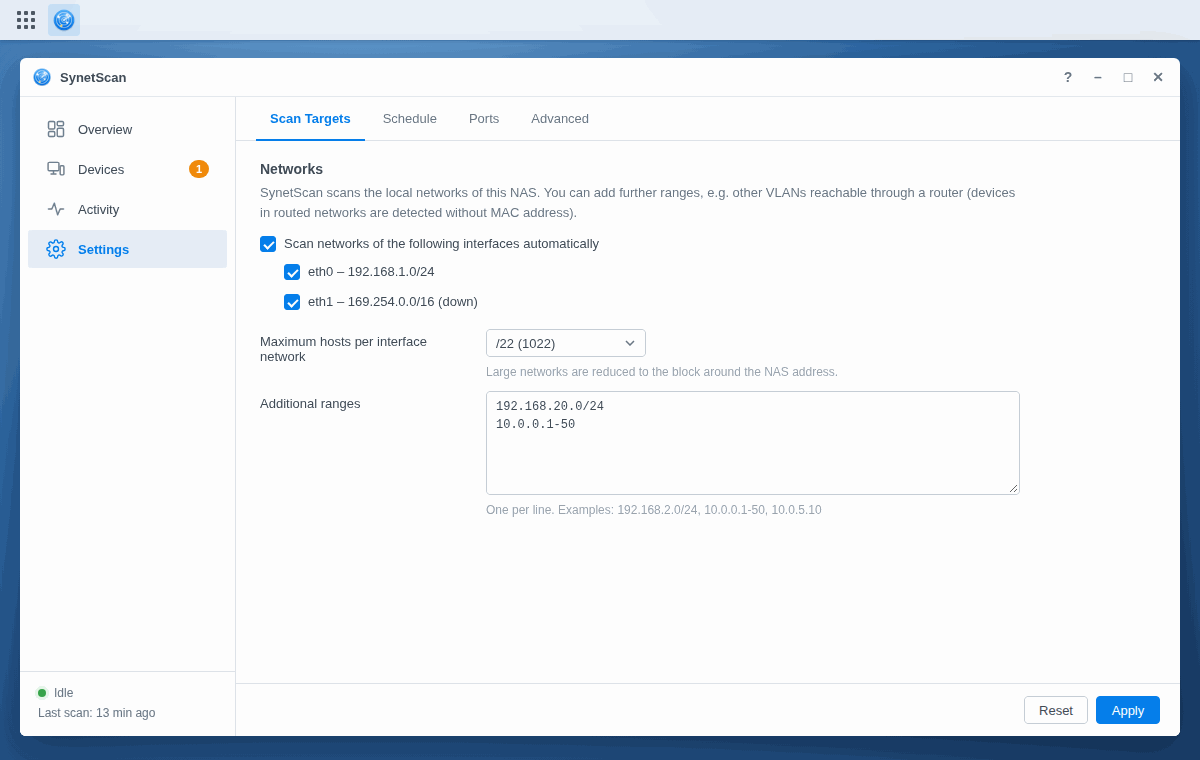 SynetScan
?
Overview
Devices
1
Activity
Settings
Idle
Last scan: 13 min ago
Scan Targets
Schedule
Ports
Advanced
Networks
SynetScan scans the local networks of this NAS. You can add further ranges, e.g. other VLANs reachable through a router (devices
in routed networks are detected without MAC address).
Scan networks of the following interfaces automatically
eth0 – 192.168.1.0/24
eth1 – 169.254.0.0/16 (down)
Maximum hosts per interface
network
/22 (1022)
Large networks are reduced to the block around the NAS address.
Additional ranges
192.168.20.0/24
10.0.0.1-50
One per line. Examples: 192.168.2.0/24, 10.0.0.1-50, 10.0.5.10
Reset
Apply